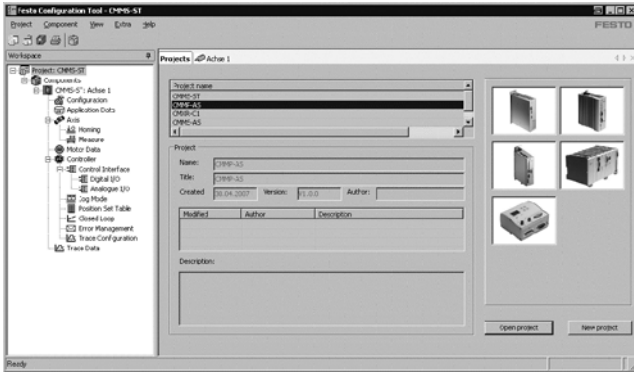 Festo Configuration Tool - CMMS-ST
Project Component View Extra Help
FESTO
Workspace
Projects Achse 1
Project: CMMS-ST
Components
CMMS-ST: Achse 1
Configuration
Application Data
Axis
Homing
Measure
Motor Data
Controller
Control Interface
Digital I/O
Analogue I/O
Jog Mode
Position Set Table
Closed Loop
Error Management
Trace Configuration
Trace Data
Project name
CMMS-ST
CMMP-AS
CMXR-C1
CMMS-AS
Project
Name: CMMP-AS
Title: CMMP-AS
Created Version: V1.0.0 Author:
Modified Author Description
Description:
Open project New project
Ready